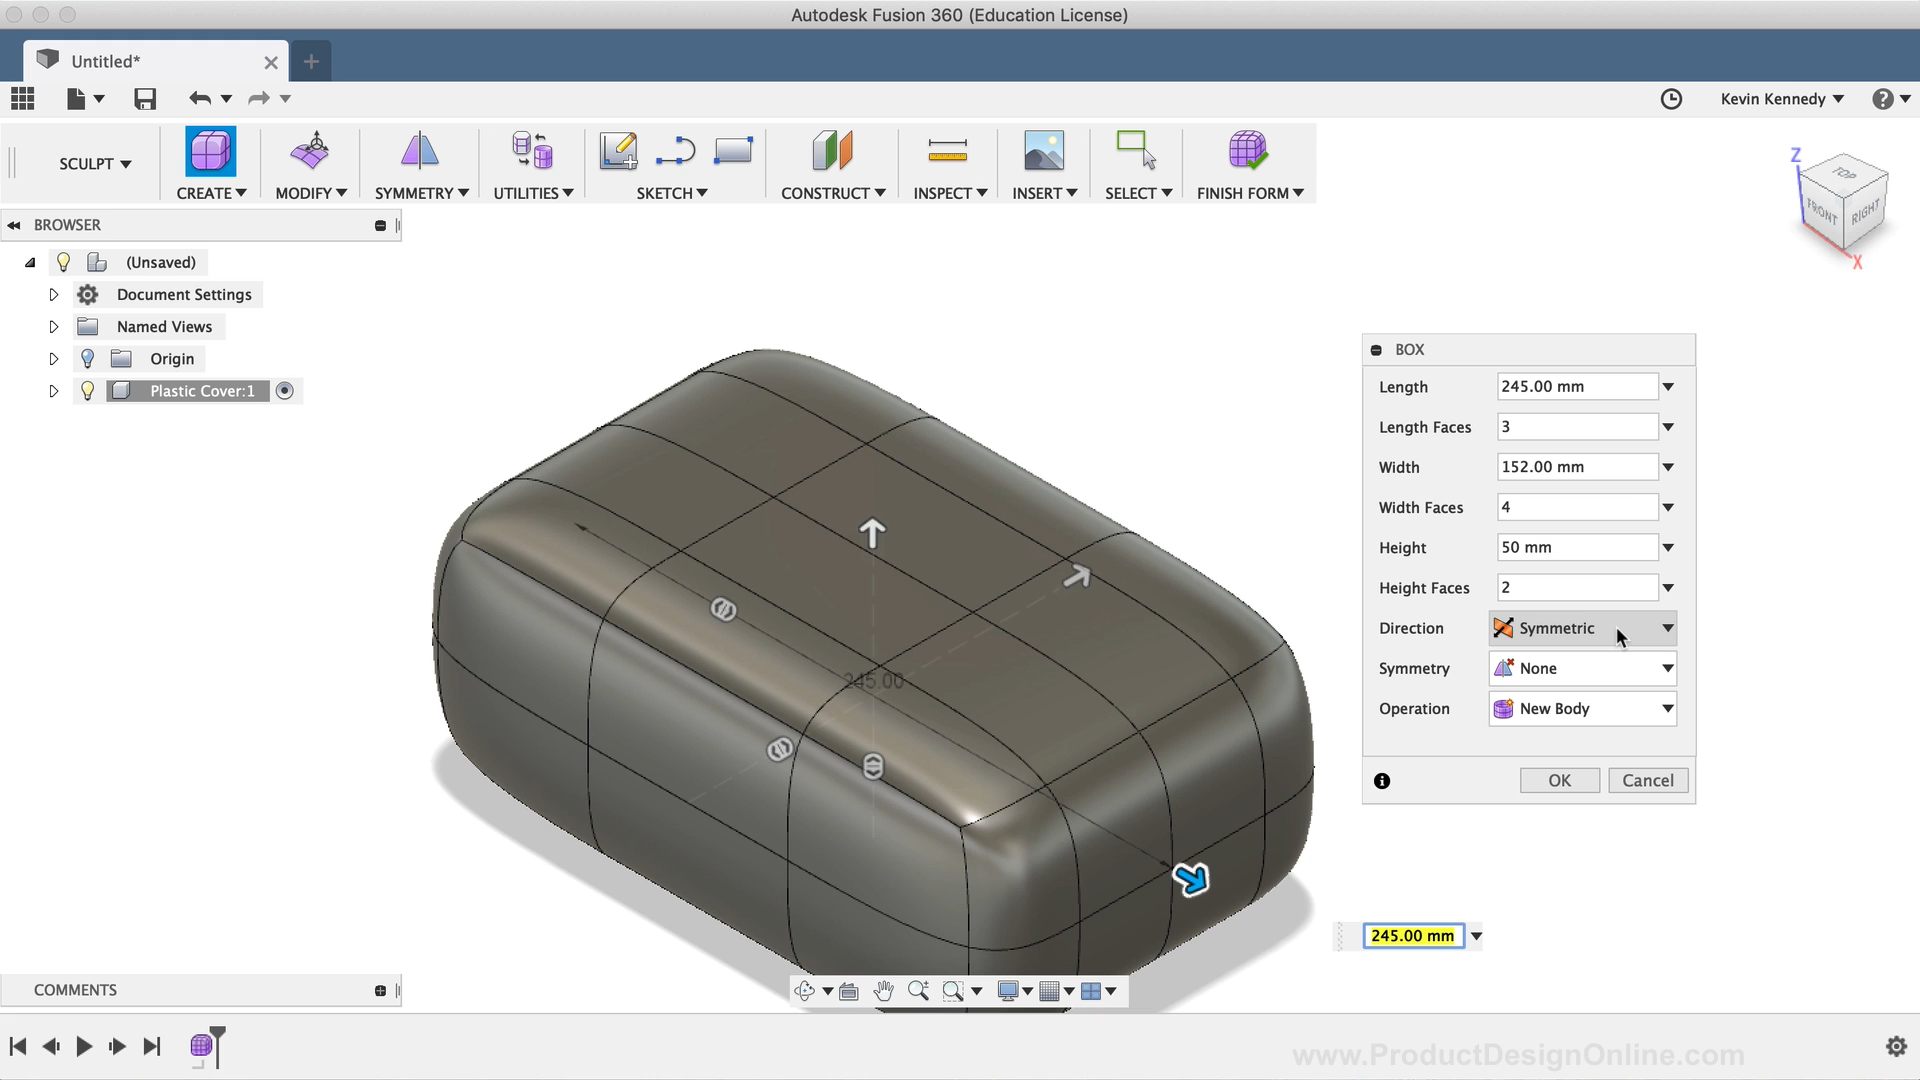 Autodesk Fusion 360 (Education License)
Untitled*
Kevin Kennedy
SCULPT
CREATE
MODIFY
SYMMETRY
UTILITIES
SKETCH
CONSTRUCT
INSPECT
INSERT
SELECT
FINISH FORM
Z
TOP
FRONT
RIGHT
X
BROWSER
(Unsaved)
Document Settings
Named Views
Origin
Plastic Cover:1
245.00
BOX
Length 245.00 mm
Length Faces 3
Width 152.00 mm
Width Faces 4
Height 50 mm
Height Faces 2
Direction Symmetric
Symmetry None
Operation New Body
OK Cancel
245.00 mm
COMMENTS
www.ProductDesignOnline.com